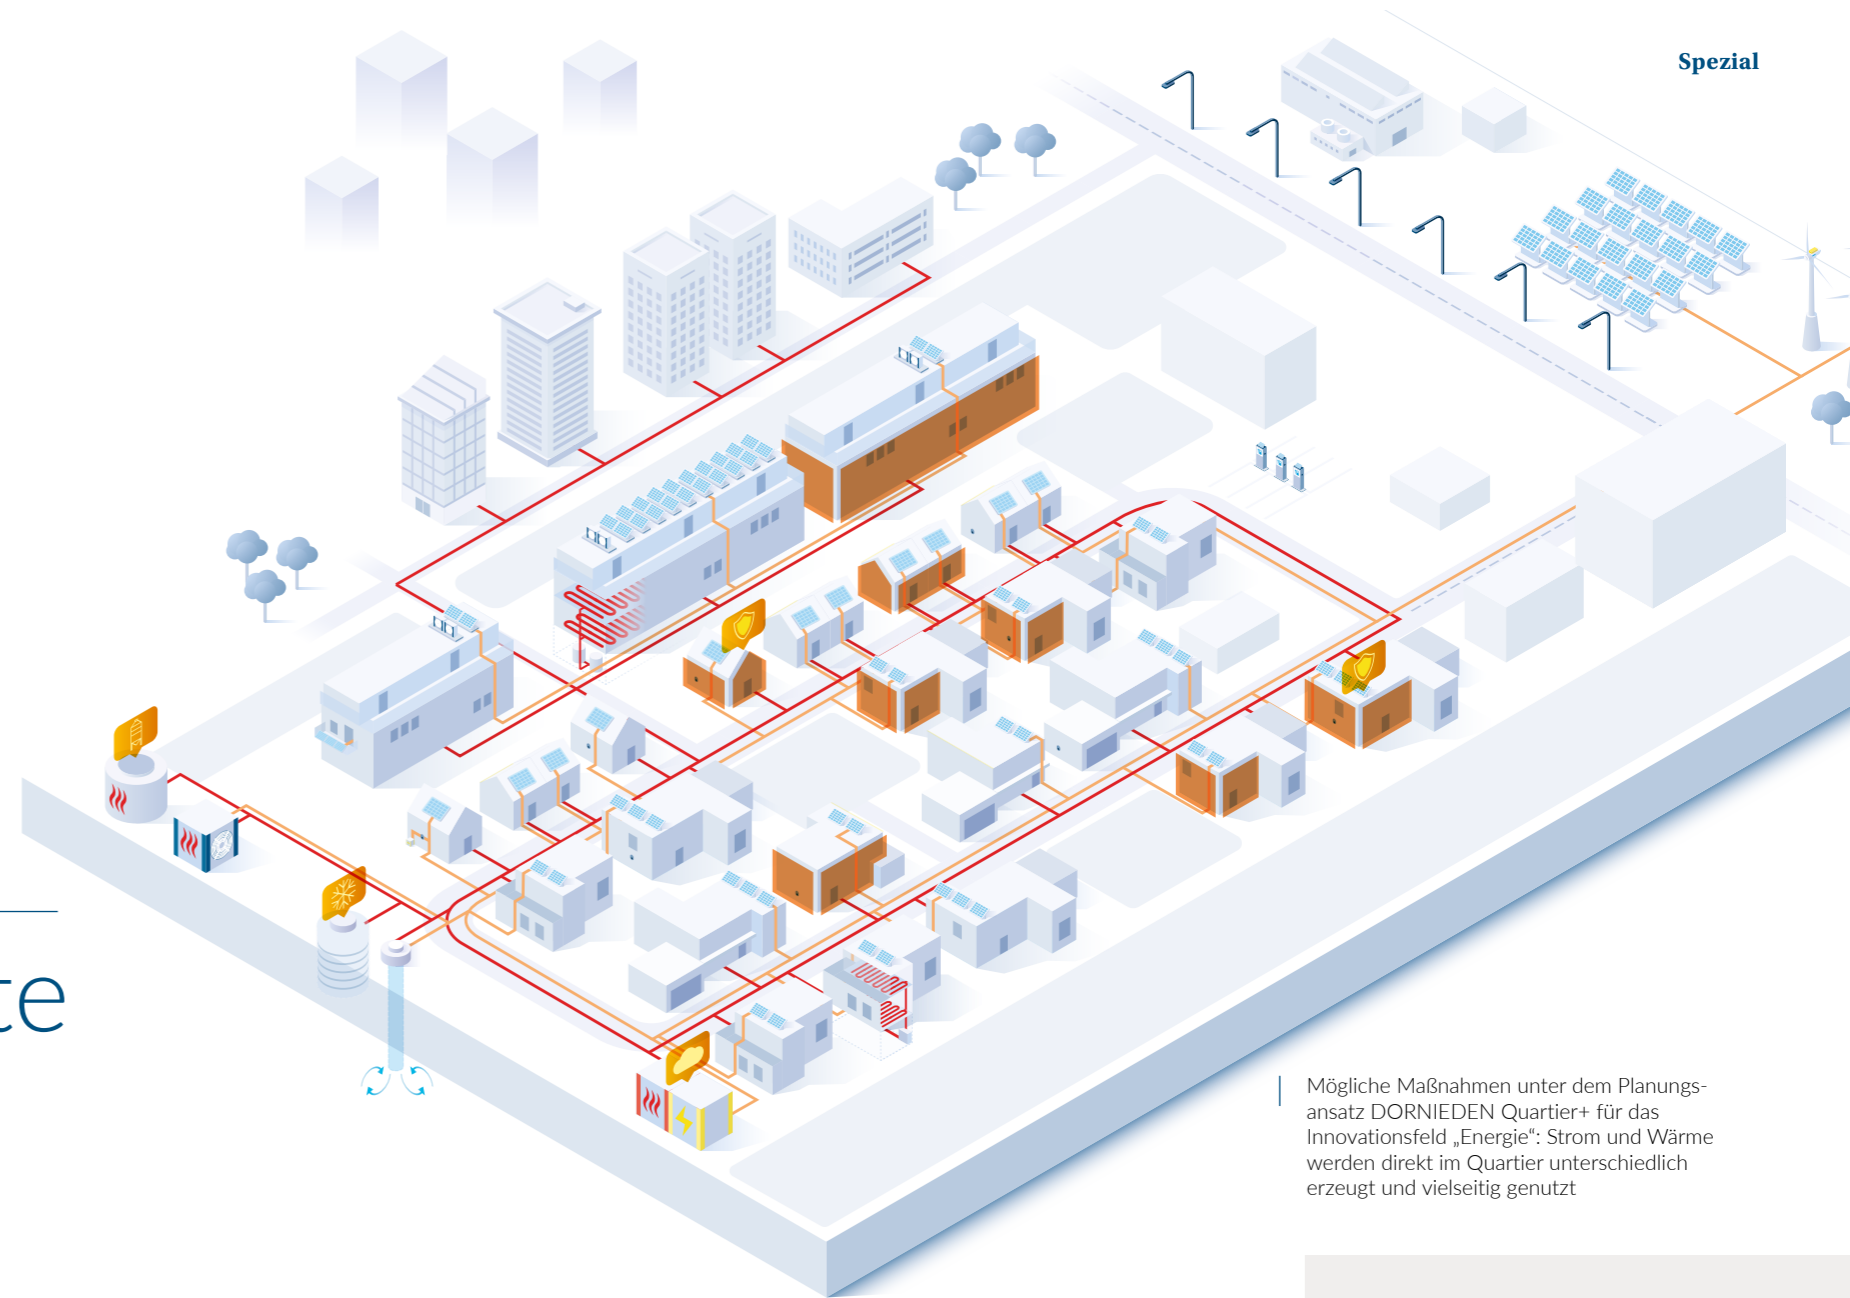 Spezial
te
Mögliche Maßnahmen unter dem Planungs-
ansatz DORNIEDEN Quartier+ für das
Innovationsfeld „Energie“: Strom und Wärme
werden direkt im Quartier unterschiedlich
erzeugt und vielseitig genutzt